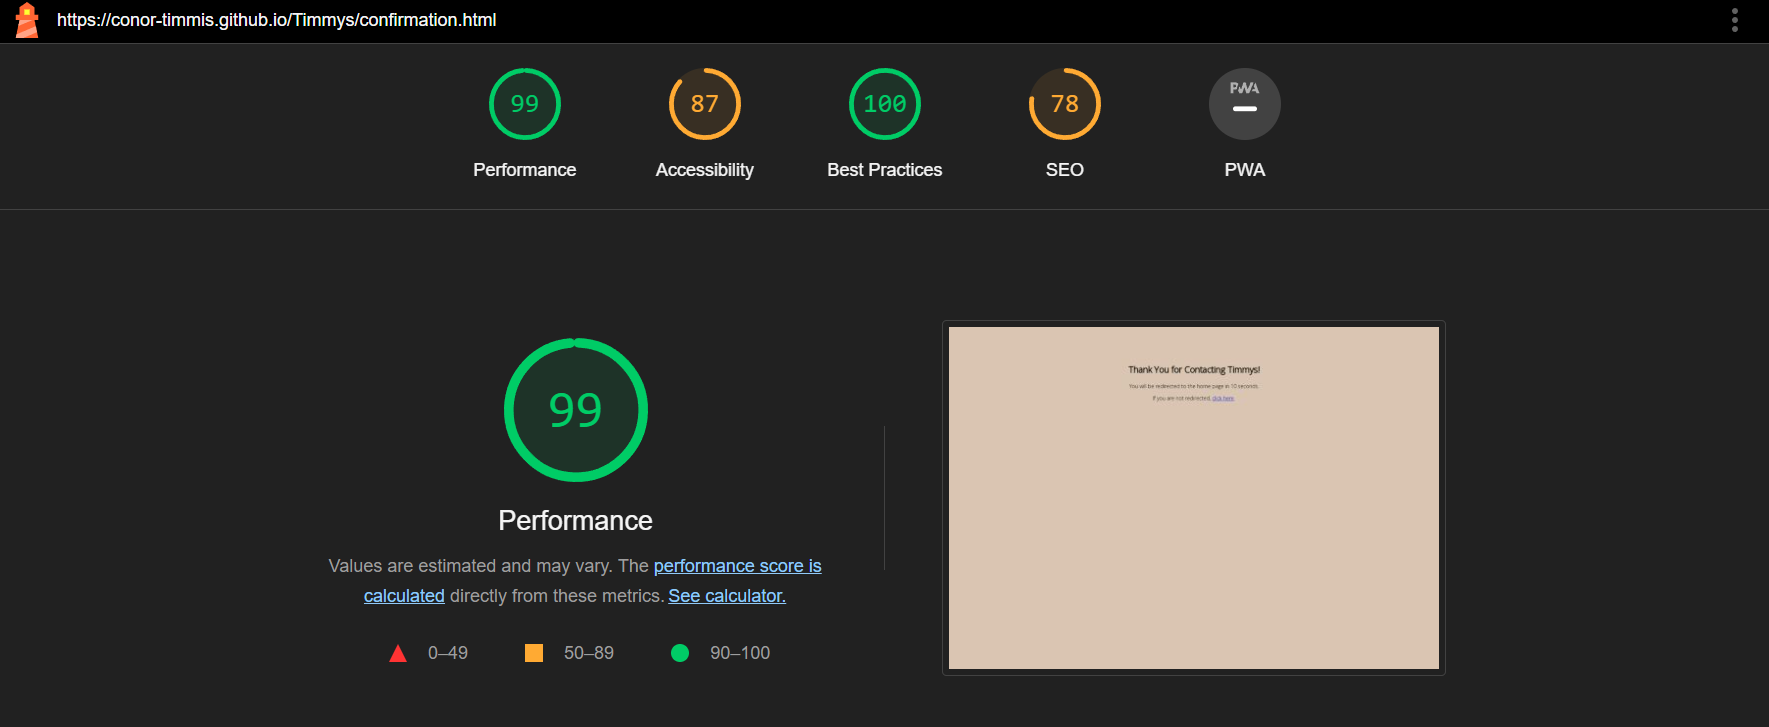 https://conor-timmis.github.io/Timmys/confirmation.html
99
87
100
78
PWA
Performance
Accessibility
Best Practices
SEO
PWA
99
Performance
Values are estimated and may vary. The performance score is
calculated directly from these metrics. See calculator.
0–49
50–89
90–100
Thank You for Contacting Timmys!
You will be redirected to the home page in 10 seconds.
If you are not redirected, click here.